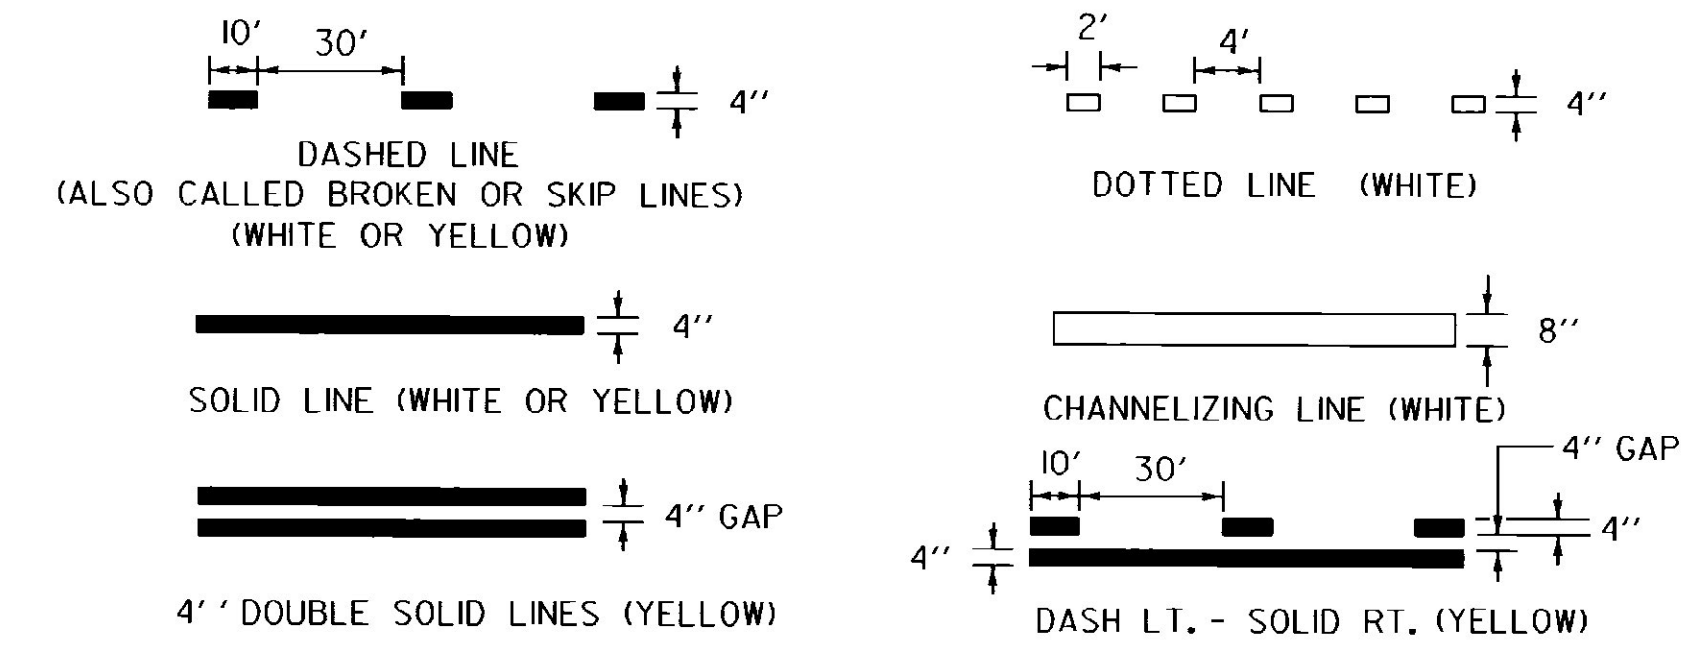 10' 30'
4''
DASHED LINE
(ALSO CALLED BROKEN OR SKIP LINES)
(WHITE OR YELLOW)
2' 4'
4''
DOTTED LINE (WHITE)
4''
SOLID LINE (WHITE OR YELLOW)
8''
CHANNELIZING LINE (WHITE)
4'' GAP
4'' DOUBLE SOLID LINES (YELLOW)
4'' GAP
10' 30'
4''
4''
DASH LT. - SOLID RT. (YELLOW)